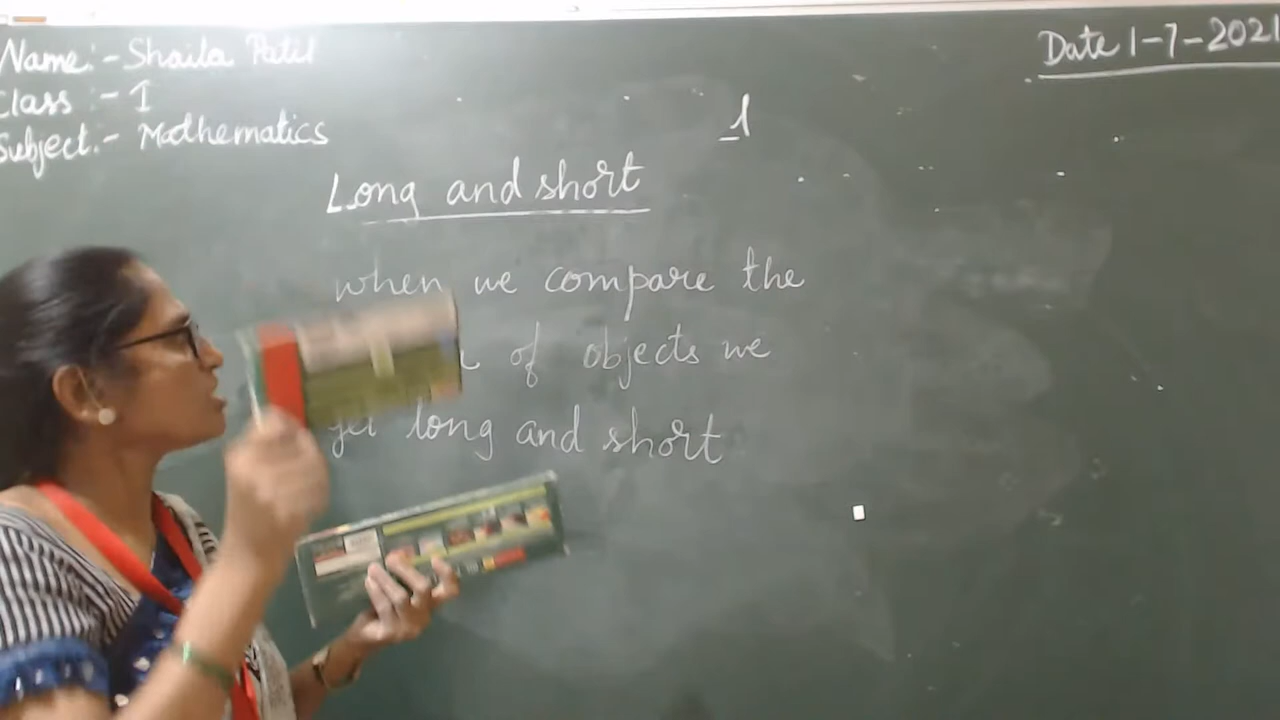 Name:- Shaila Patil
Class :- I
Subject:- Mathematics
Date 1-7-2021
1
Long and short
when we compare the
of objects we
get long and short